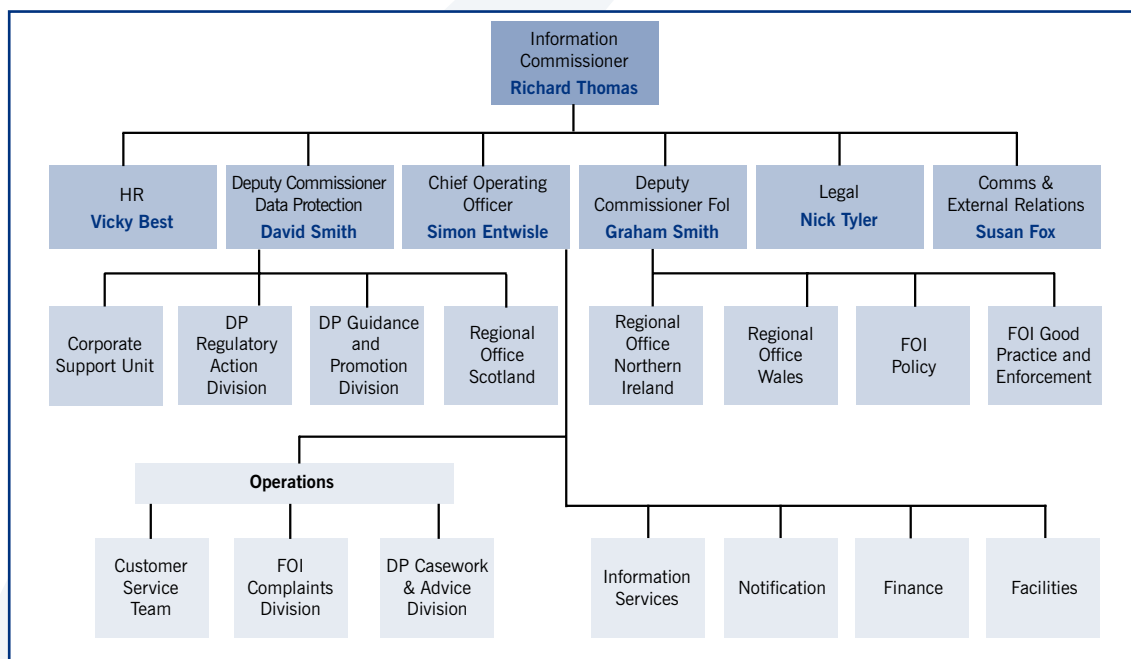 Information
Commissioner
Richard Thomas
HR
Vicky Best
Deputy Commissioner
Data Protection
David Smith
Chief Operating
Officer
Simon Entwisle
Deputy
Commissioner FoI
Graham Smith
Legal
Nick Tyler
Comms &
External Relations
Susan Fox
Corporate
Support Unit
DP
Regulatory
Action
Division
DP Guidance
and
Promotion
Division
Regional
Office
Scotland
Regional
Office
Northern
Ireland
Regional
Office
Wales
FOI
Policy
FOI Good
Practice and
Enforcement
Operations
Customer
Service
Team
FOI
Complaints
Division
DP Casework
& Advice
Division
Information
Services
Notification
Finance
Facilities